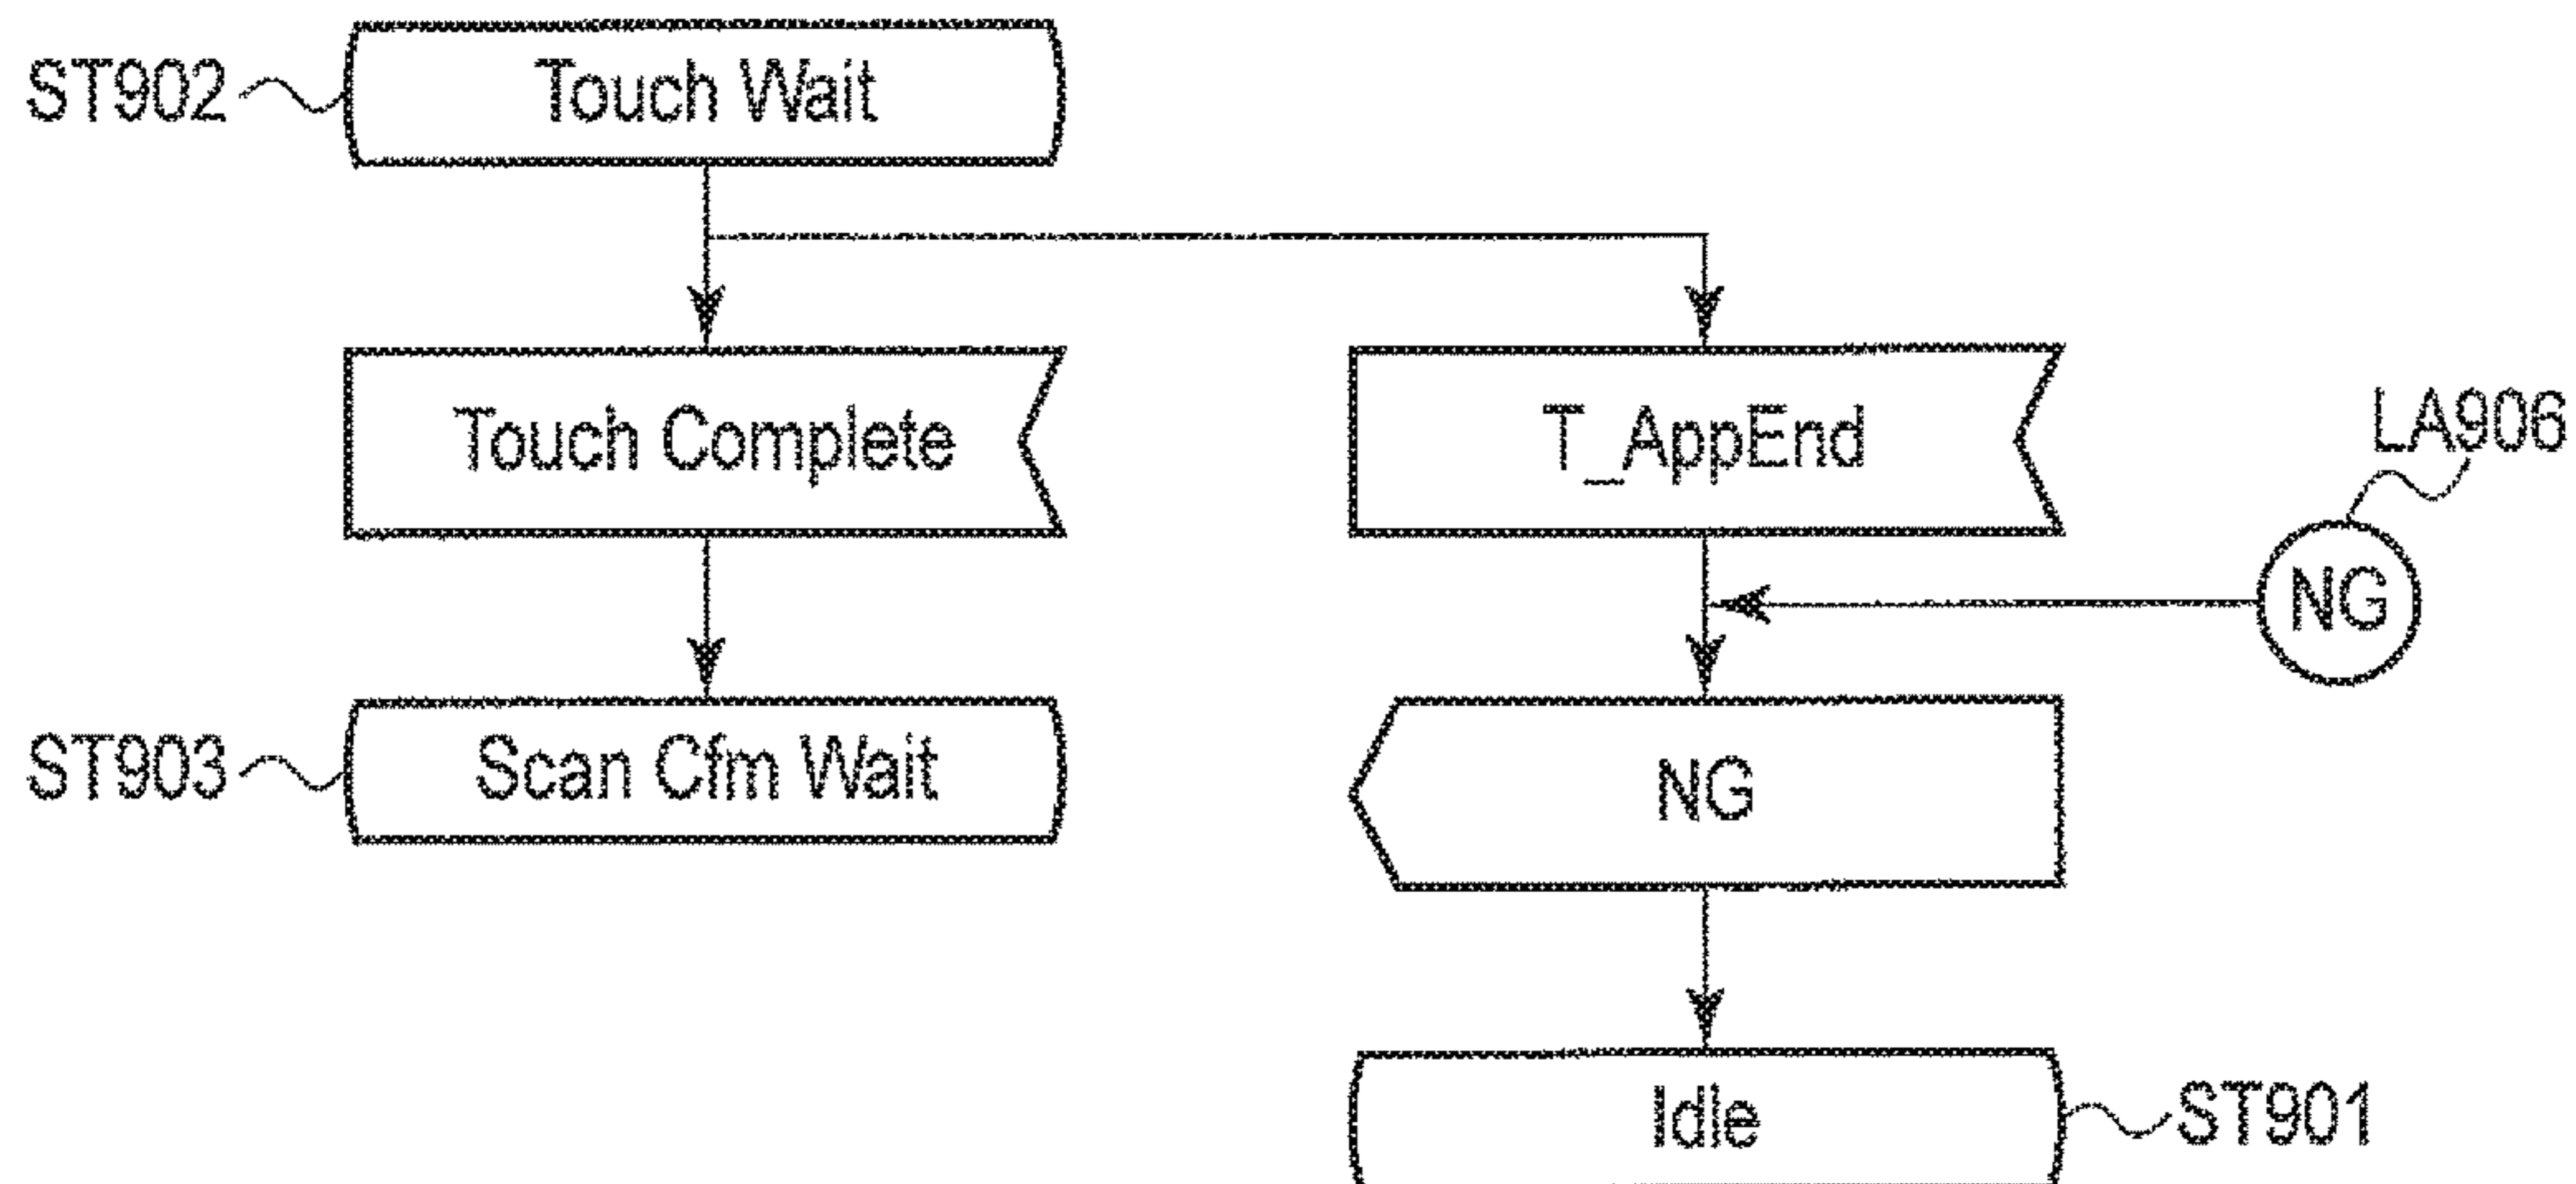 ST902
Touch Wait
Touch Complete
T_AppEnd
LA906
NG
ST903
Scan Cfm Wait
NG
Idle
ST901